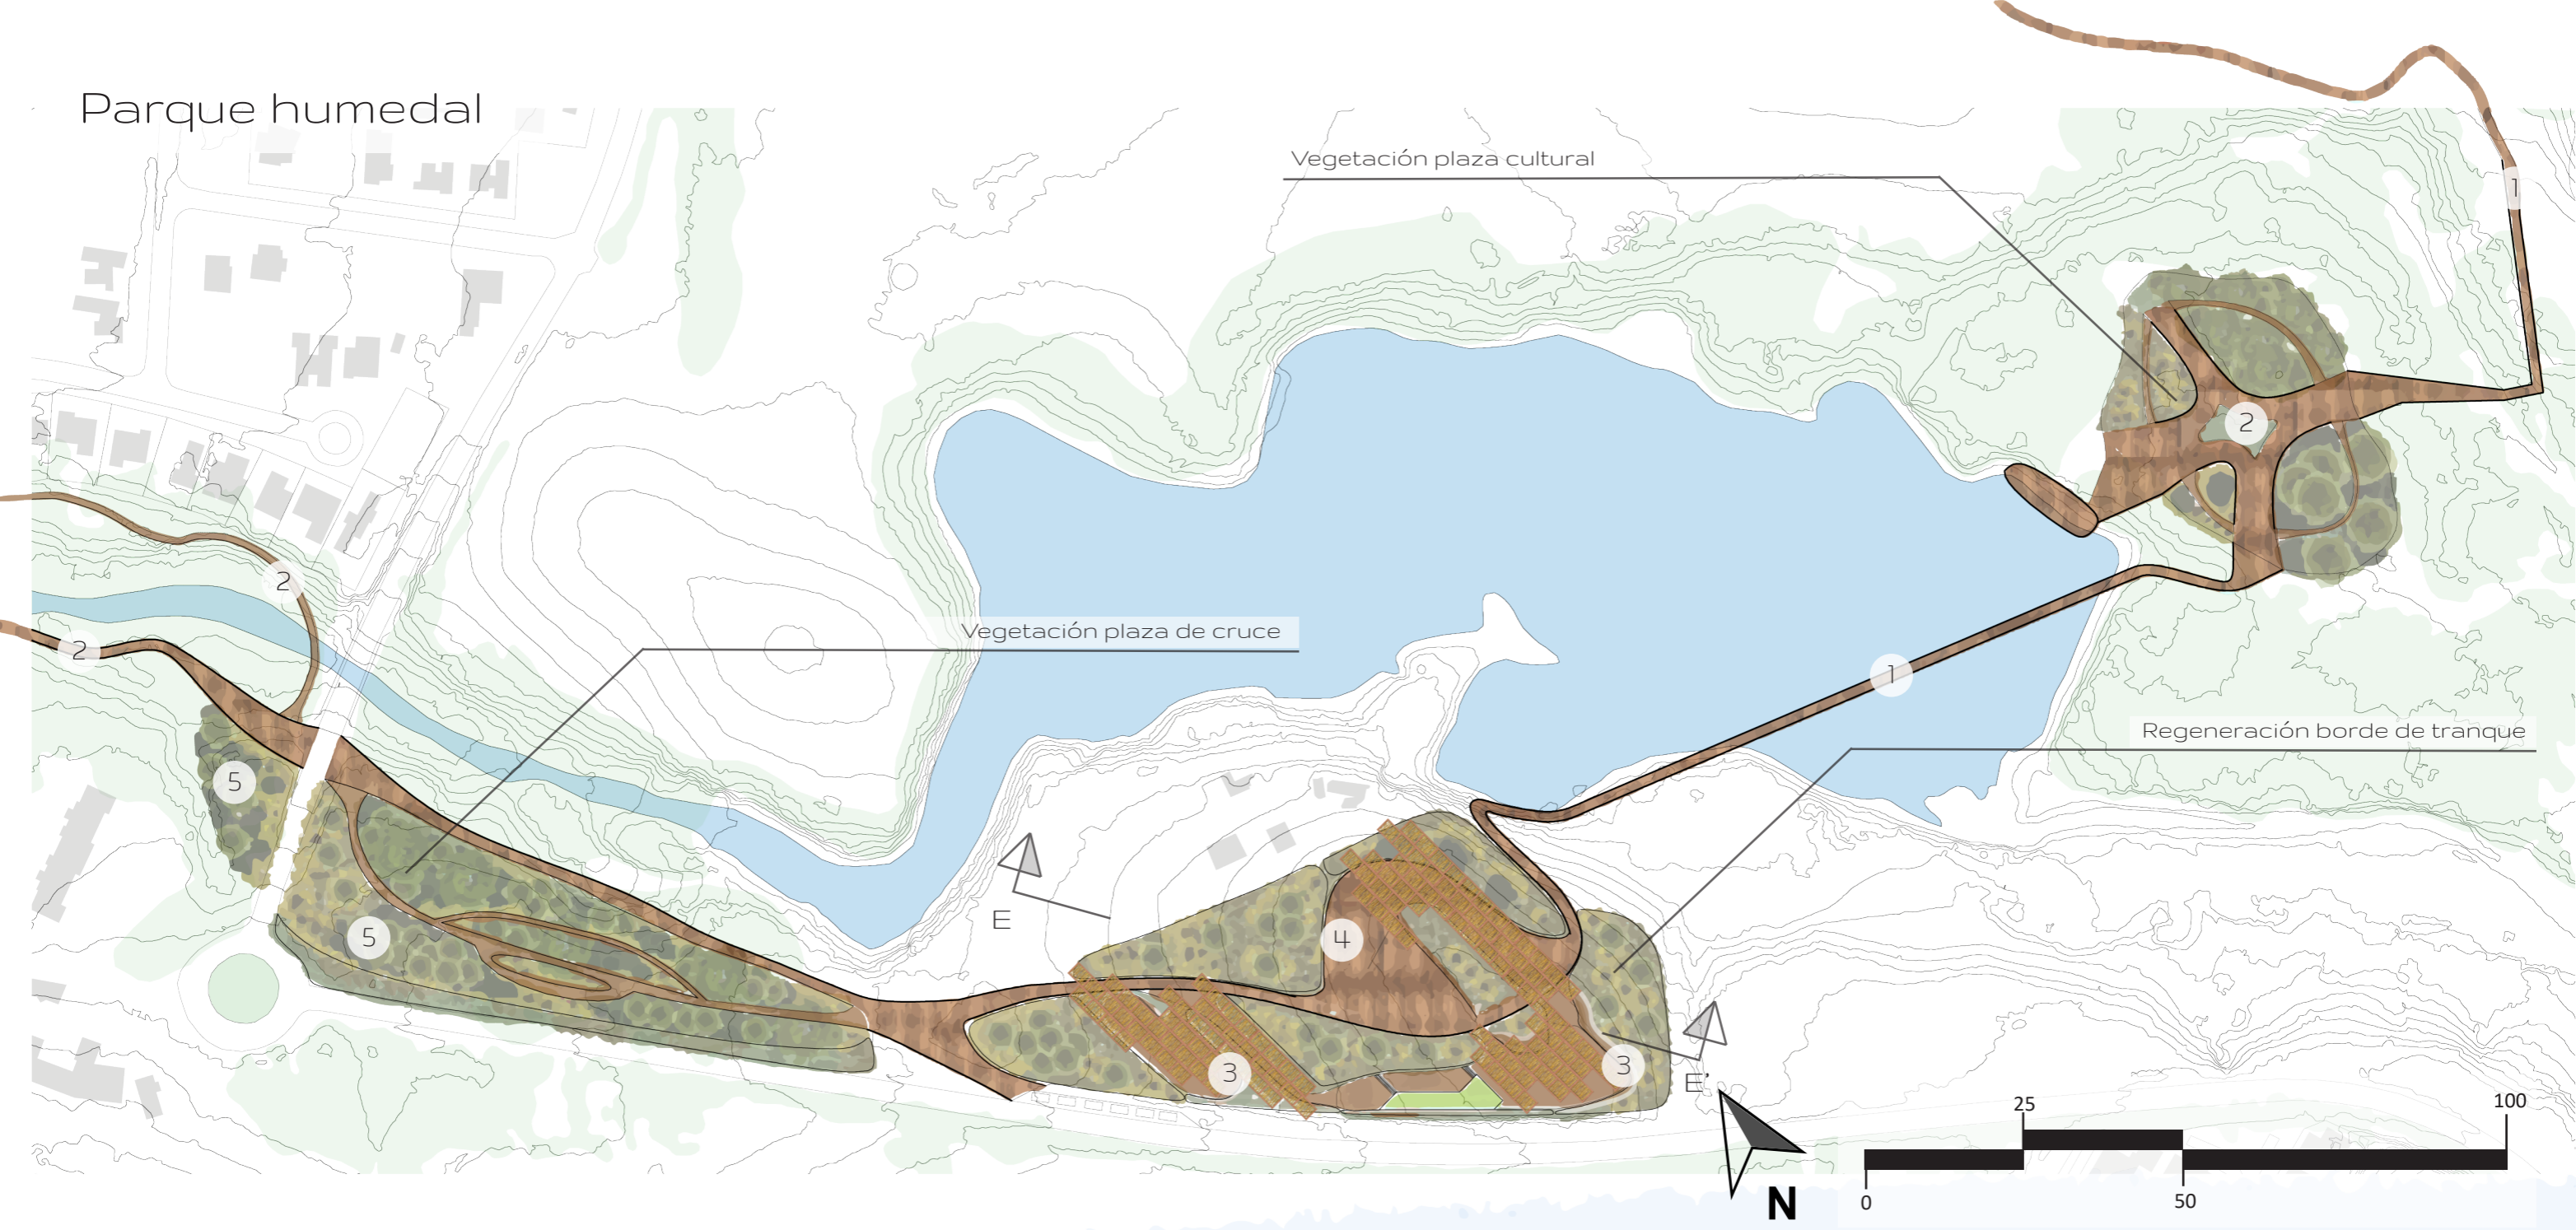 Parque humedal
Vegetación plaza cultural
1
2
2
Vegetación plaza de cruce
2
1
Regeneración borde de tranque
5
E
4
5
3
3
E'
25
100
N
0
50